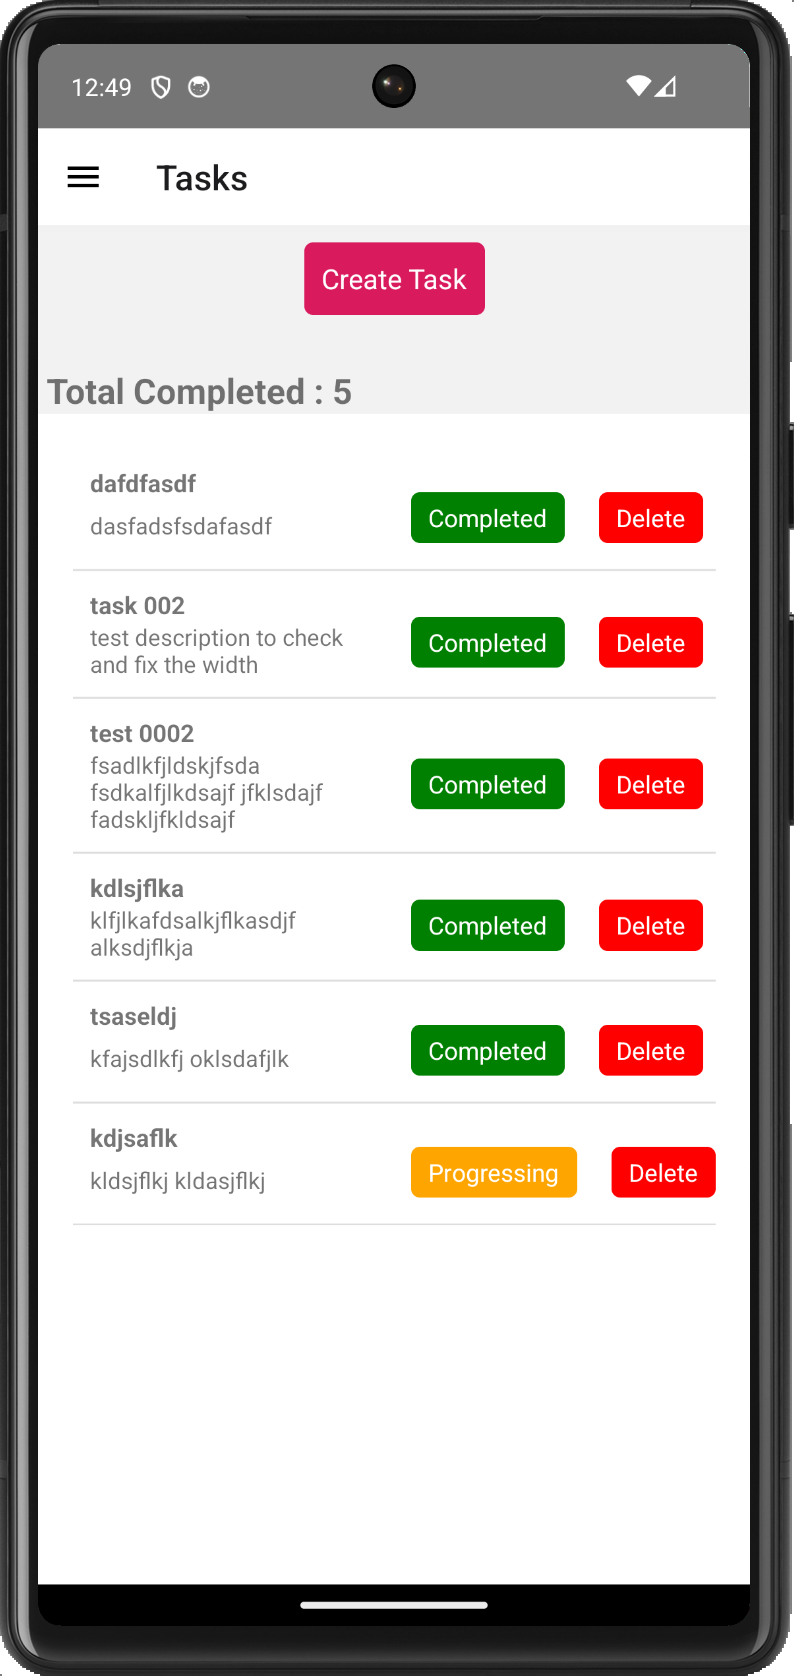 12:49
Tasks
Create Task
Total Completed : 5
dafdfasdf
dasfadsfsdafasdf
Completed
Delete
task 002
test description to check
and fix the width
Completed
Delete
test 0002
fsadlkfjldskjfsda
fsdkalfjlkdsajf jfklsdajf
fadskljfkldsajf
Completed
Delete
kdlsjflka
klfjlkafdsalkjflkasdjf
alksdjflkja
Completed
Delete
tsaseldj
kfajsdlkfj oklsdafjlk
Completed
Delete
kdjsaflk
kldsjflkj kldasjflkj
Progressing
Delete